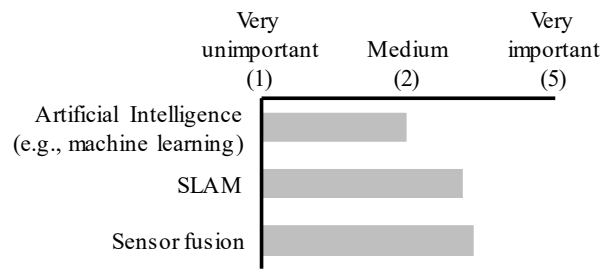 Very unimportant (1)
Medium (2)
Very important (5)
Artificial Intelligence
(e.g., machine learning)
SLAM
Sensor fusion